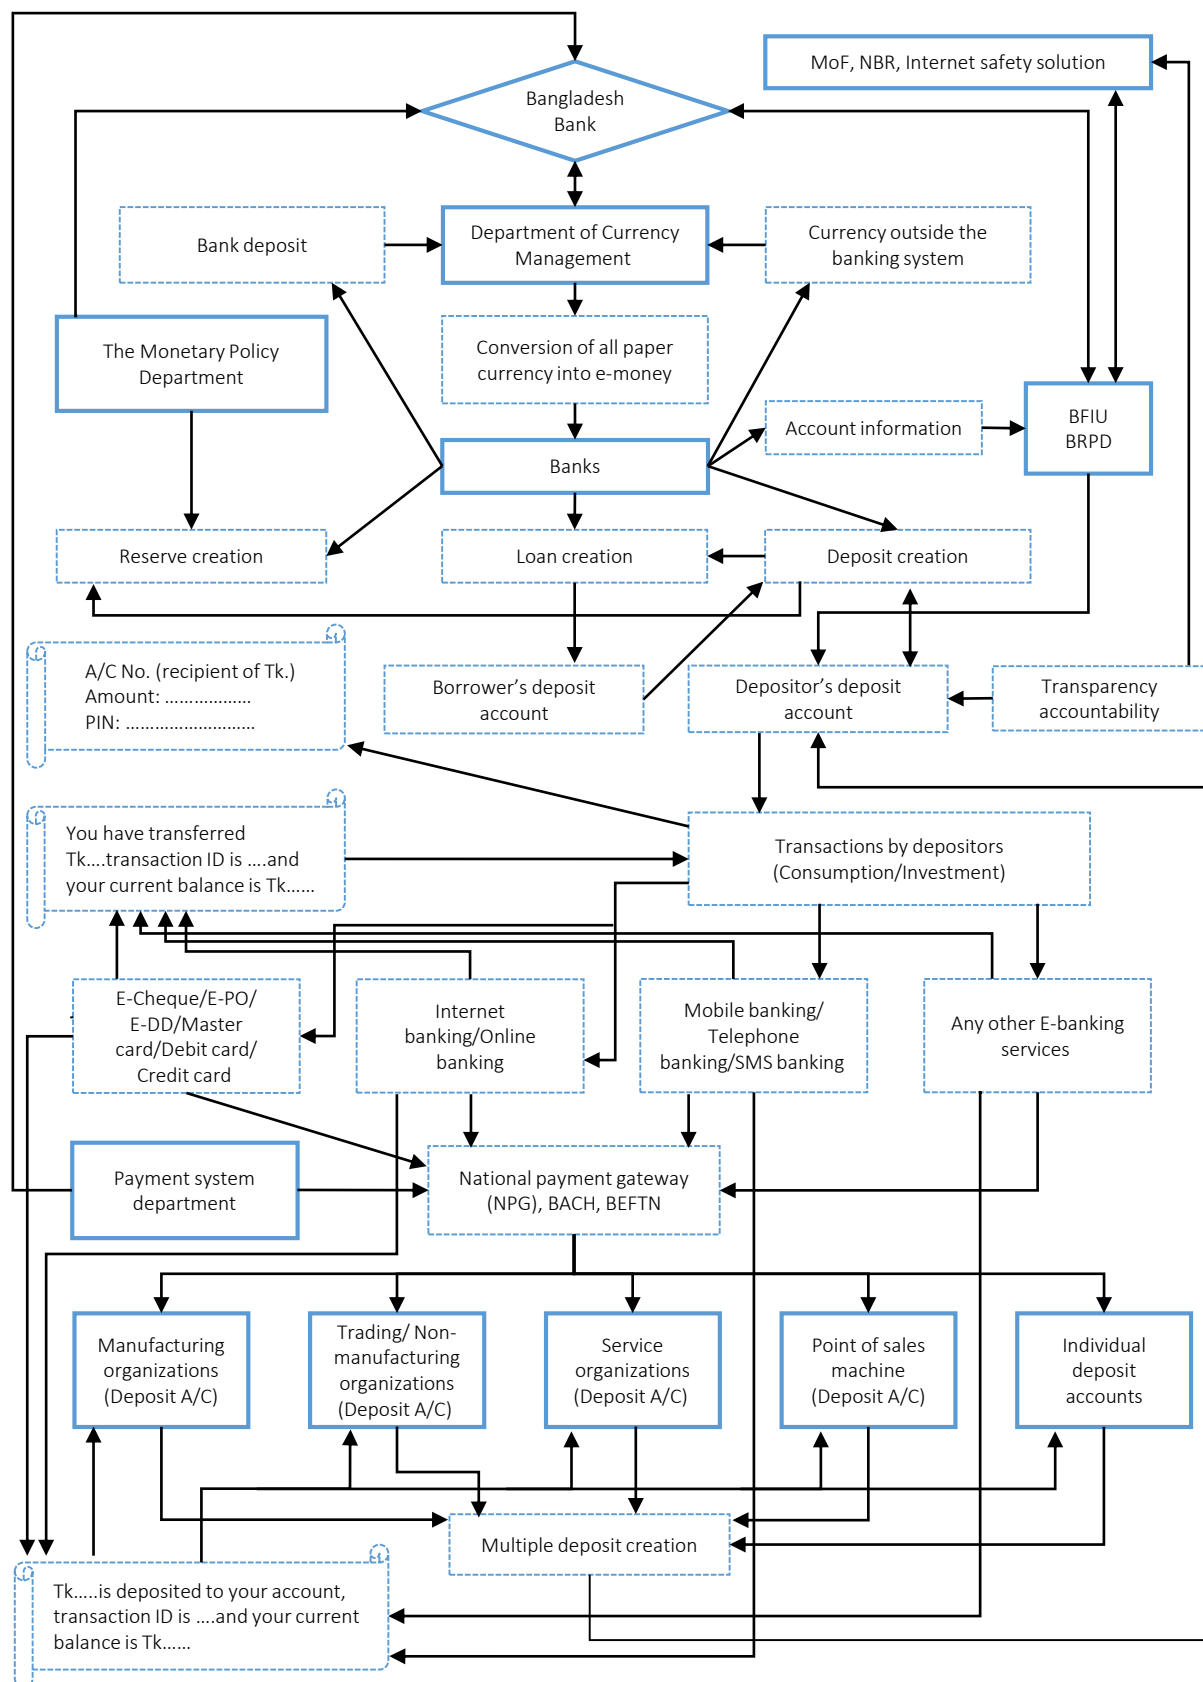 MoF, NBR, Internet safety solution
Bangladesh
Bank
Bank deposit
Department of Currency
Management
Currency outside the
banking system
The Monetary Policy
Department
Conversion of all paper
currency into e-money
Account information
BFIU
BRPD
Banks
Reserve creation
Loan creation
Deposit creation
A/C No. (recipient of Tk.)
Amount: ..................
PIN: ...........................
Borrower’s deposit
account
Depositor’s deposit
account
Transparency
accountability
You have transferred
Tk....transaction ID is ....and
your current balance is Tk......
Transactions by depositors
(Consumption/Investment)
E-Cheque/E-PO/
E-DD/Master
card/Debit card/
Credit card
Internet
banking/Online
banking
Mobile banking/
Telephone
banking/SMS banking
Any other E-banking
services
Payment system
department
National payment gateway
(NPG), BACH, BEFTN
Manufacturing
organizations
(Deposit A/C)
Trading/ Non-
manufacturing
organizations
(Deposit A/C)
Service
organizations
(Deposit A/C)
Point of sales
machine
(Deposit A/C)
Individual
deposit
accounts
Multiple deposit creation
Tk.....is deposited to your account,
transaction ID is ....and your current
balance is Tk......